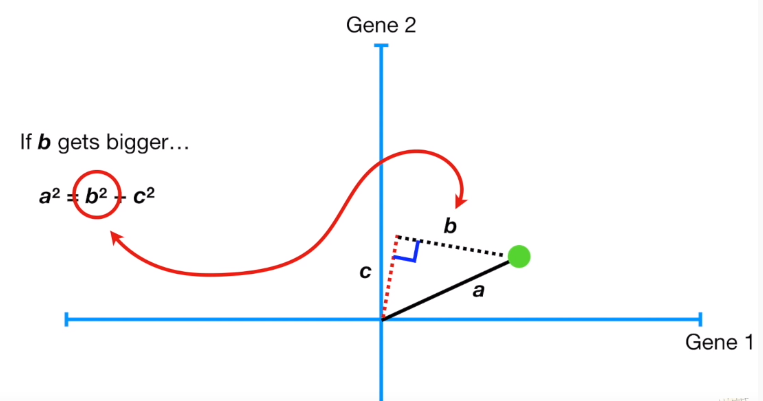 Gene 2
If b gets bigger...
a² = b² + c²
b
c
a
Gene 1